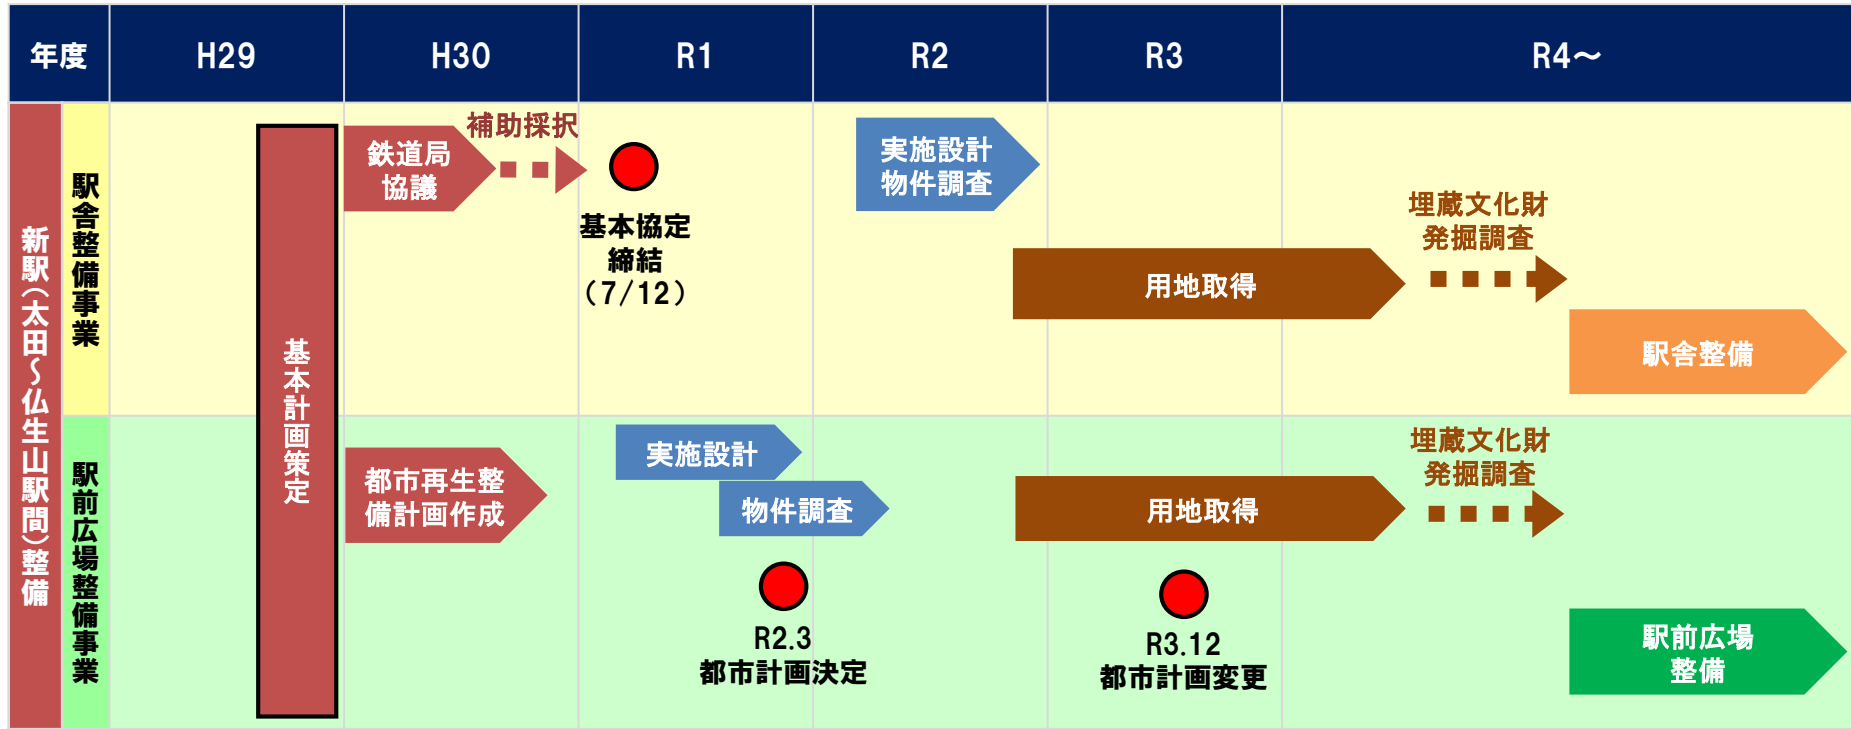 年度
H29
H30
R1
R2
R3
R4～
新駅（太田～仏生山駅間）整備
駅舎整備事業
基本計画策定
鉄道局
協議
補助採択
基本協定
締結
（7/12）
実施設計
物件調査
用地取得
埋蔵文化財
発掘調査
駅舎整備
駅前広場整備事業
都市再生整
備計画作成
実施設計
物件調査
R2.3
都市計画決定
用地取得
R3.12
都市計画変更
埋蔵文化財
発掘調査
駅前広場
整備